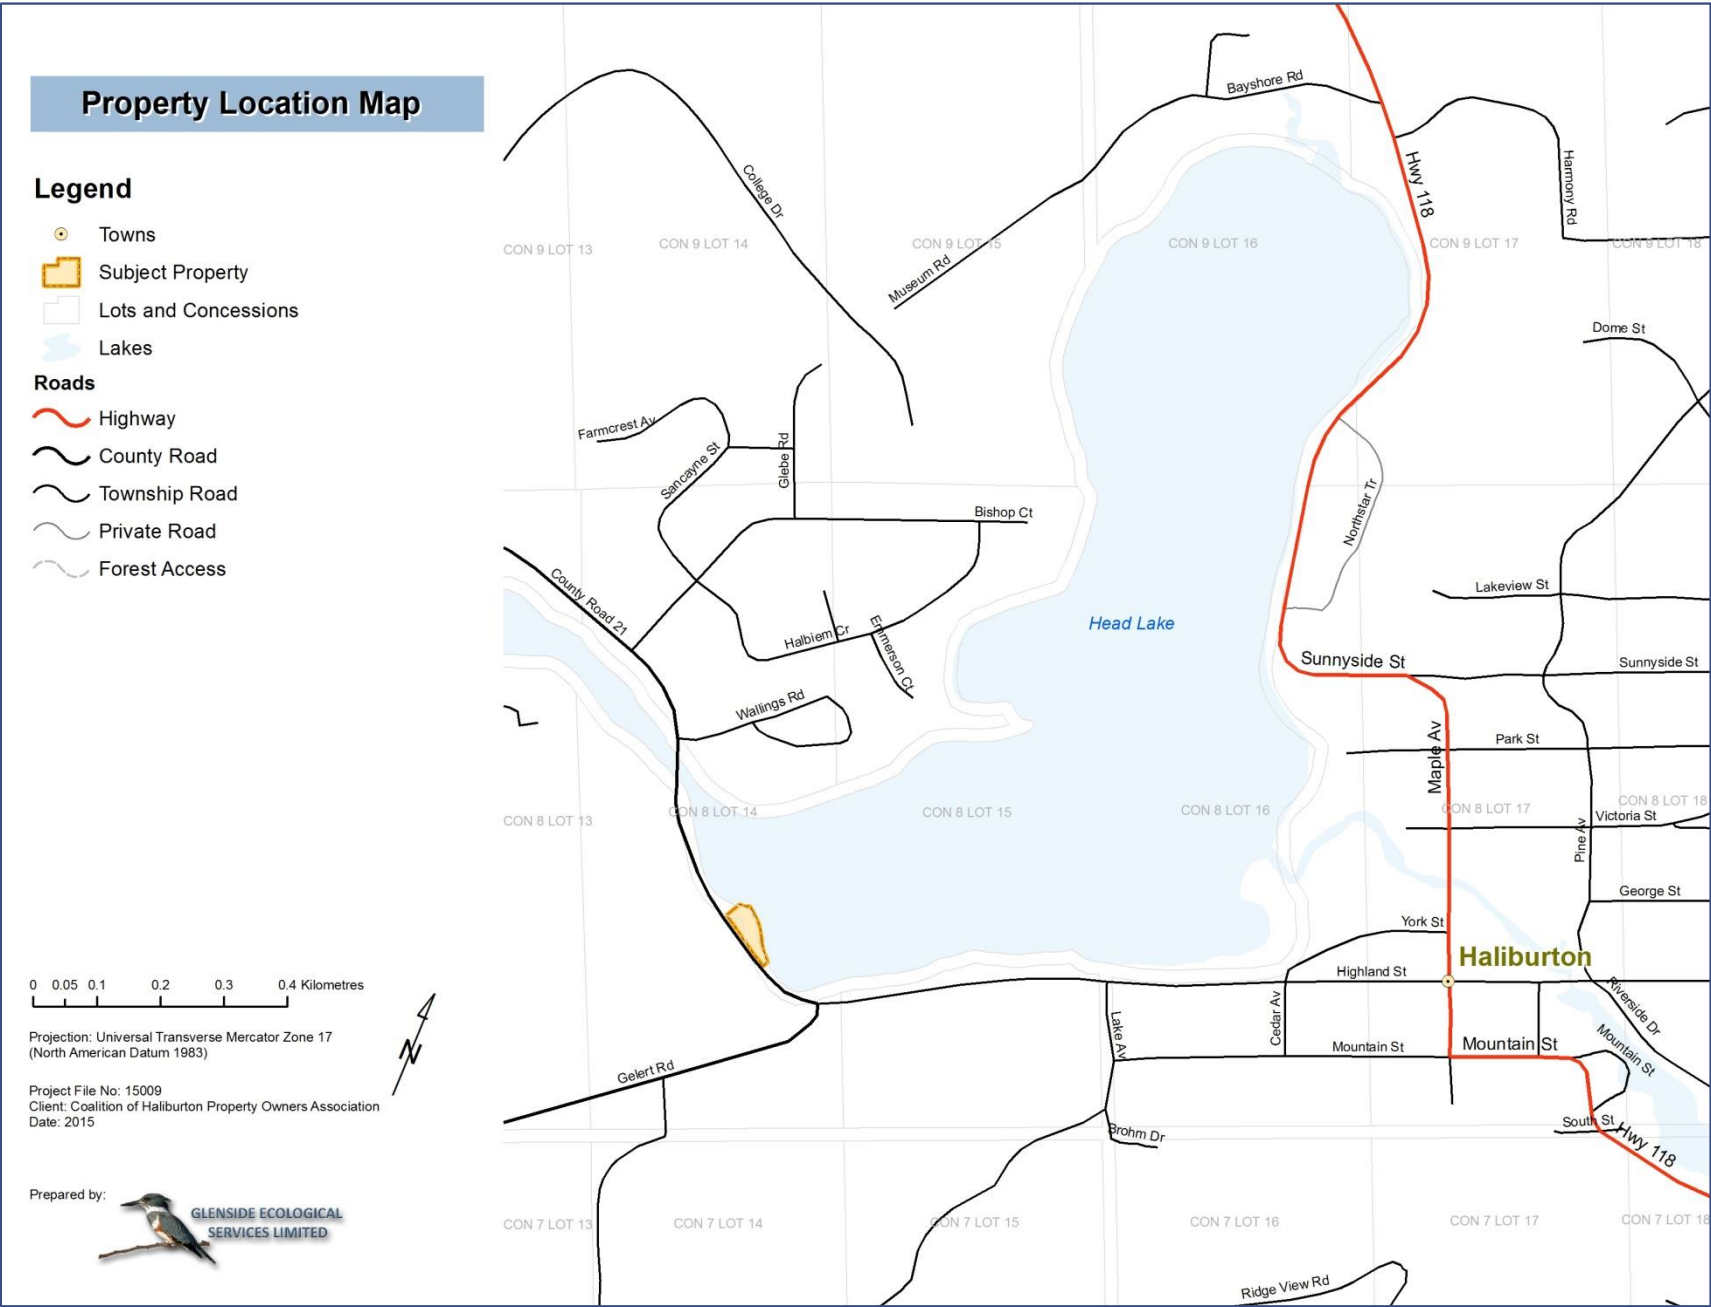 Property Location Map
Legend
Towns
Subject Property
Lots and Concessions
Lakes
Roads
Highway
County Road
Township Road
Private Road
Forest Access
0 0.05 0.1 0.2 0.3 0.4 Kilometres
Projection: Universal Transverse Mercator Zone 17
(North American Datum 1983)
Project File No: 15009
Client: Coalition of Haliburton Property Owners Association
Date: 2015
N
Prepared by:
GLENSIDE ECOLOGICAL
SERVICES LIMITED
Bayshore Rd
Hwy 118
Harmony Rd
College Dr
Museum Rd
CON 9 LOT 13
CON 9 LOT 14
CON 9 LOT 15
CON 9 LOT 16
CON 9 LOT 17
CON 9 LOT 18
Dome St
Farmcrest Av
Sancayne St
Glebe Rd
Bishop Ct
Northstar Tr
County Road 21
Halbiem Cr
Emmerson Ct
Wallings Rd
Head Lake
Lakeview St
Sunnyside St
Sunnyside St
Maple Av
Park St
CON 8 LOT 13
CON 8 LOT 14
CON 8 LOT 15
CON 8 LOT 16
CON 8 LOT 17
CON 8 LOT 18
Victoria St
Pine Av
George St
York St
Haliburton
Highland St
Riverside Dr
Lake Av
Cedar Av
Mountain St
Mountain St
Mountain St
Gelert Rd
Brohm Dr
South St
Hwy 118
CON 7 LOT 13
CON 7 LOT 14
CON 7 LOT 15
CON 7 LOT 16
CON 7 LOT 17
CON 7 LOT 18
Ridge View Rd